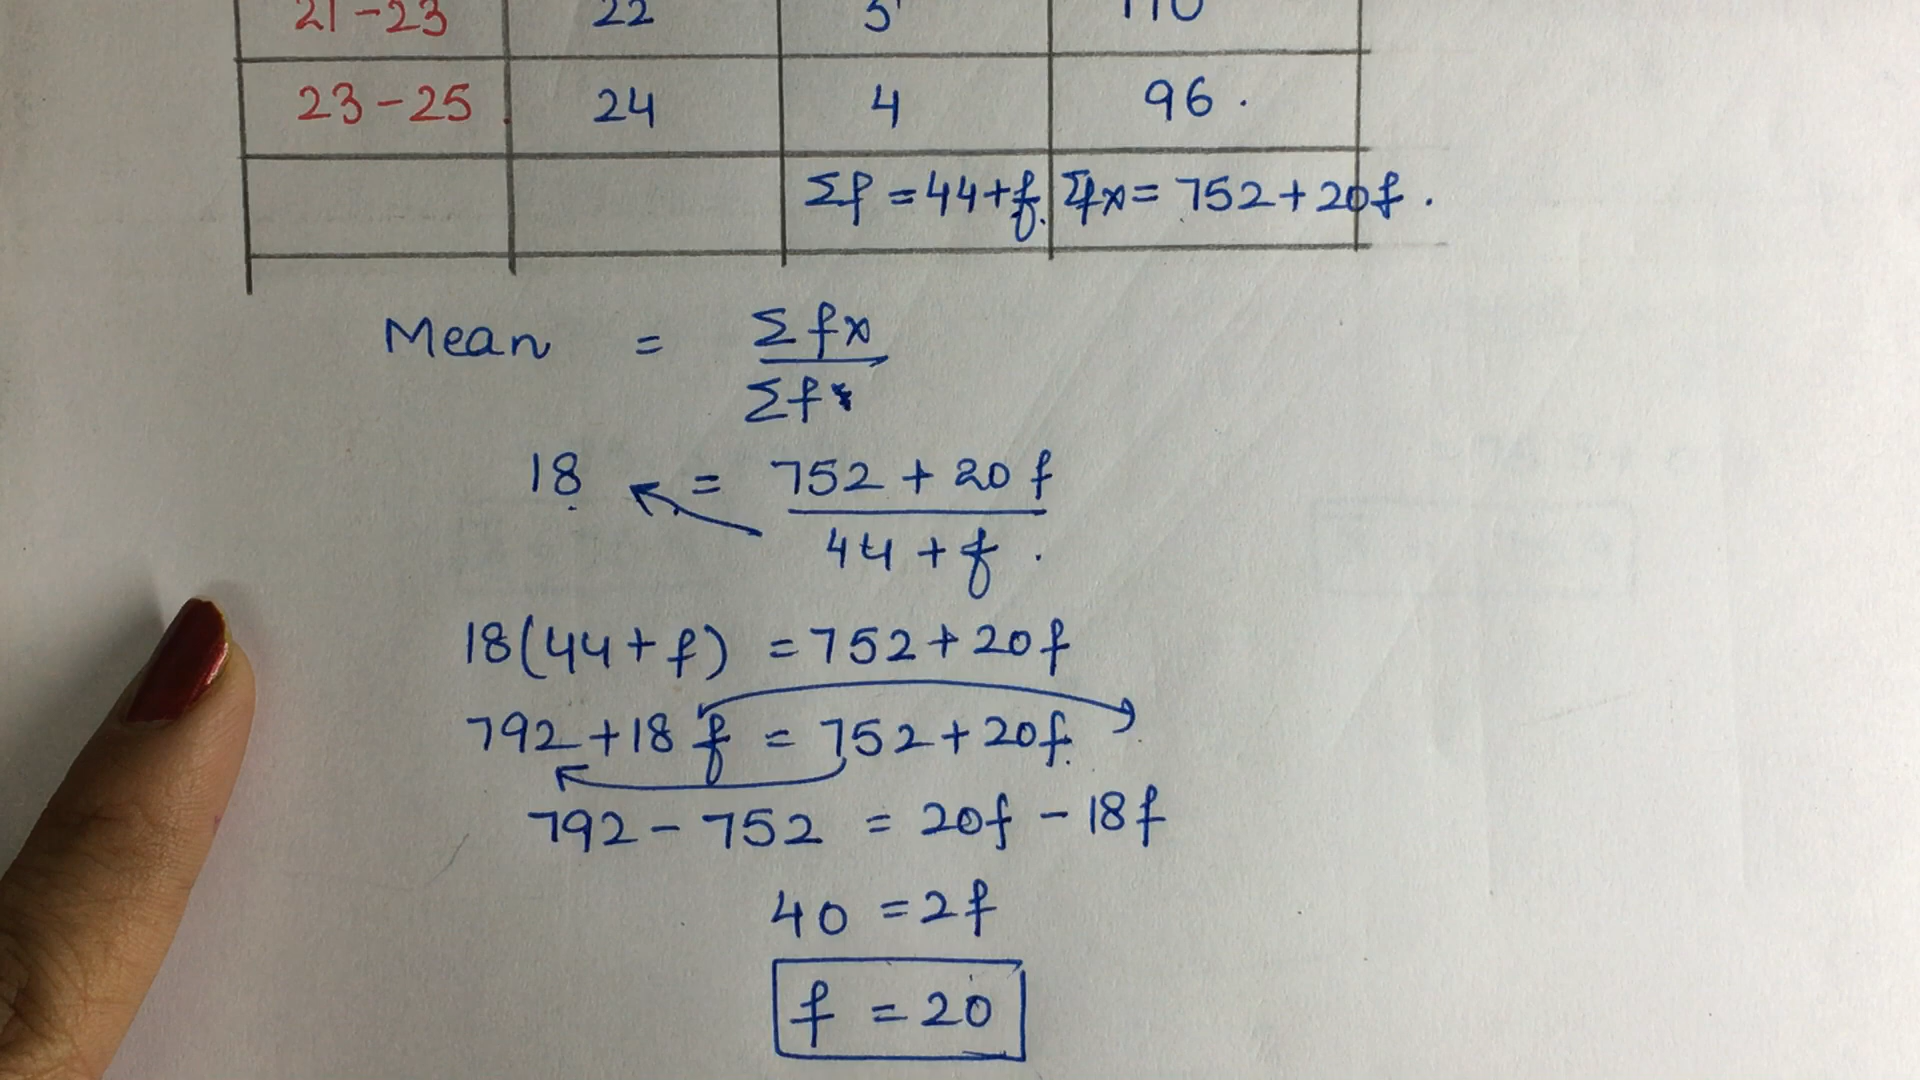 21-23 22 5 110
23-25 24 4 96.
Σf = 44+f. Σfx = 752+20f.
Mean = Σfx
Σf
18 = 752 + 20f
44 + f.
18(44+f) = 752+20f
792+18f = 752+20f.
792-752 = 20f - 18f
40 = 2f
f = 20